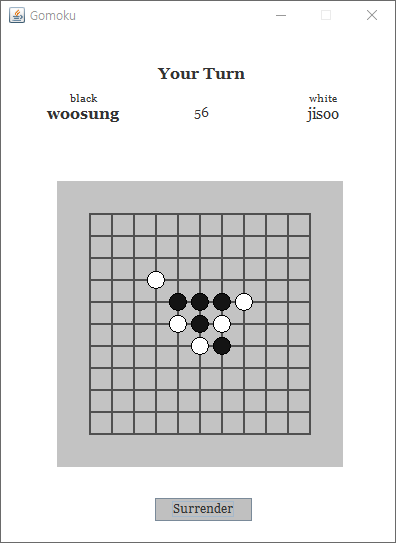 Gomoku
Your Turn
black
white
woosung
56
jisoo
Surrender